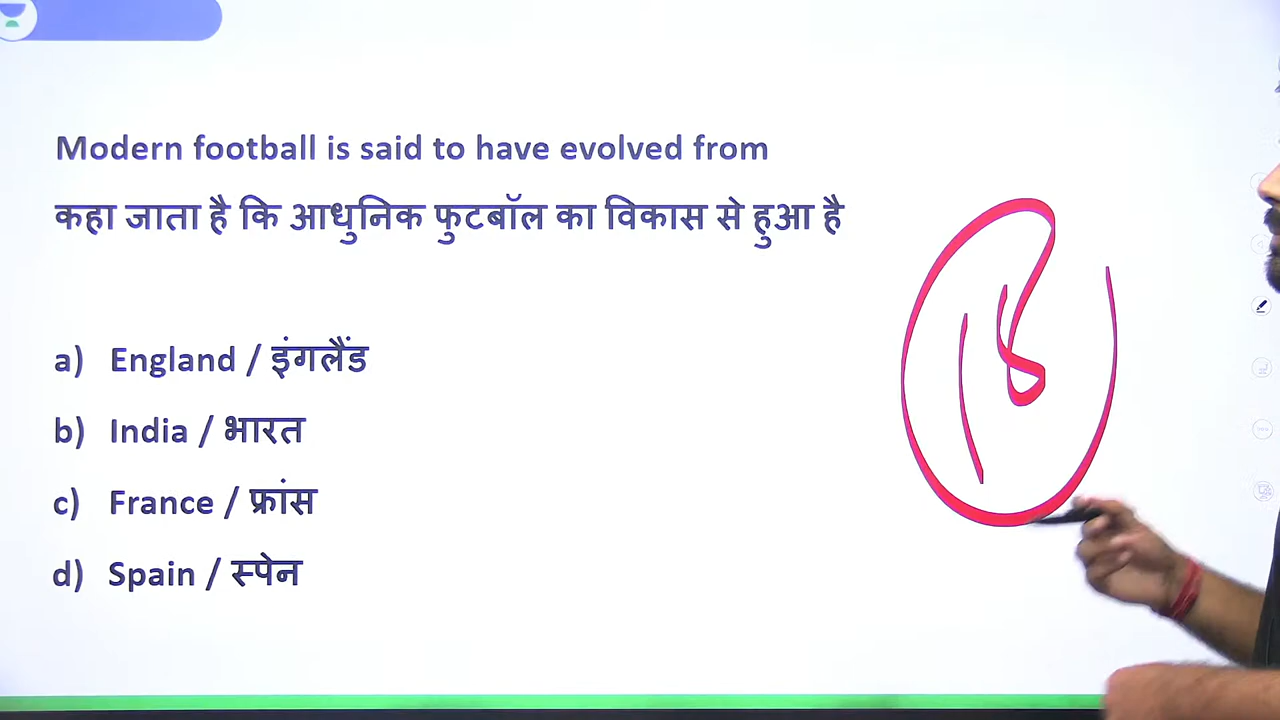 Modern football is said to have evolved from
कहा जाता है कि आधुनिक फुटबॉल का विकास से हुआ है
a) England / इंगलैंड
b) India / भारत
c) France / फ्रांस
d) Spain / स्पेन